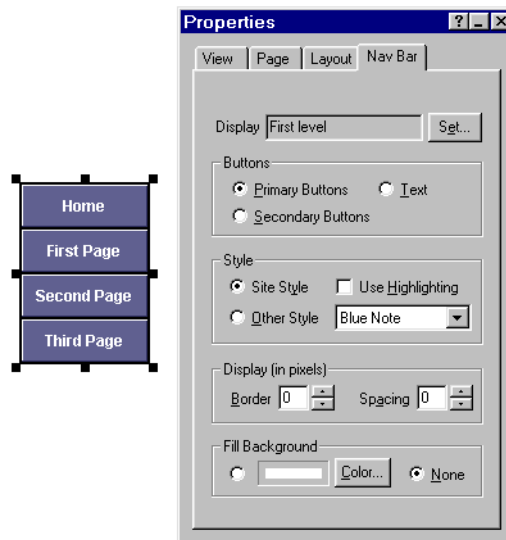 Home
First Page
Second Page
Third Page
Properties
View Page Layout Nav Bar
Display First level Set...
Buttons
Primary Buttons Text
Secondary Buttons
Style
Site Style Use Highlighting
Other Style Blue Note
Display (in pixels)
Border 0 Spacing 0
Fill Background
Color... None